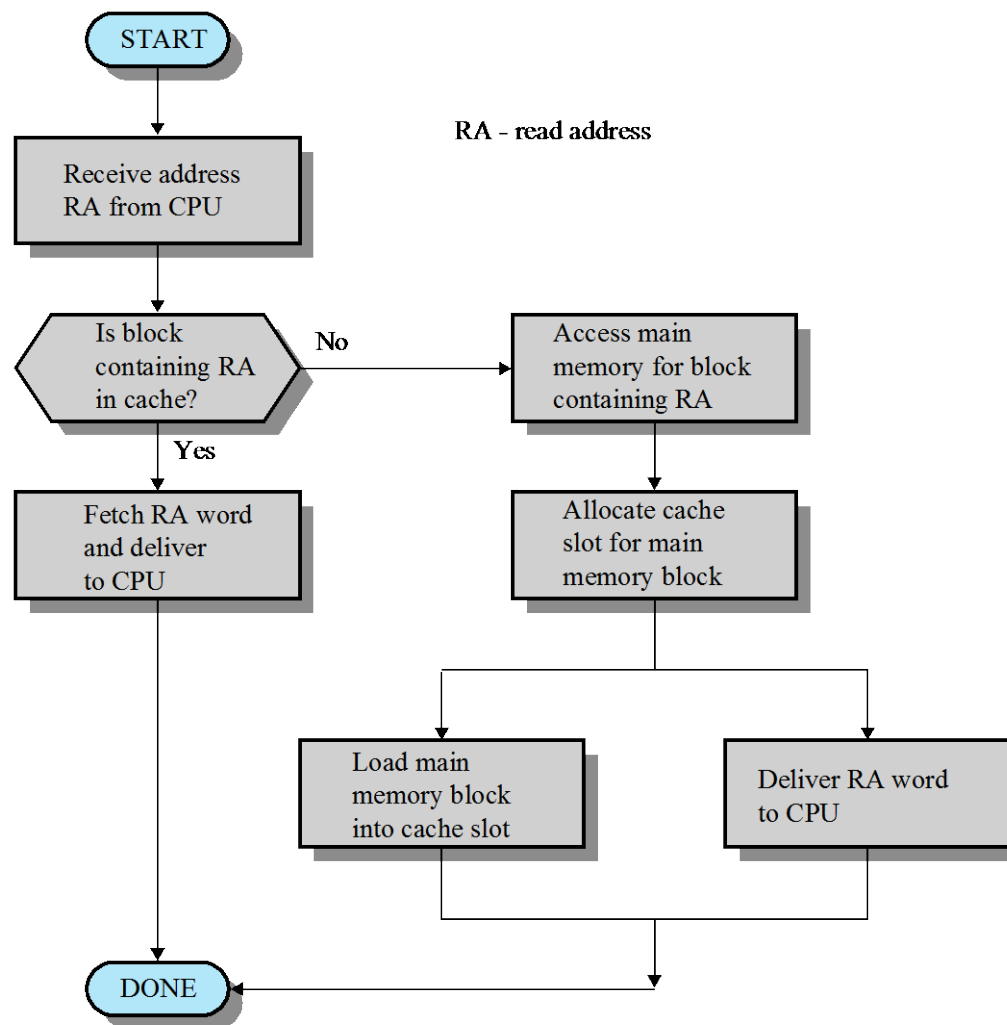 START
RA - read address
Receive address
RA from CPU
Is block
containing RA
in cache?
No
Access main
memory for block
containing RA
Yes
Fetch RA word
and deliver
to CPU
Allocate cache
slot for main
memory block
Load main
memory block
into cache slot
Deliver RA word
to CPU
DONE